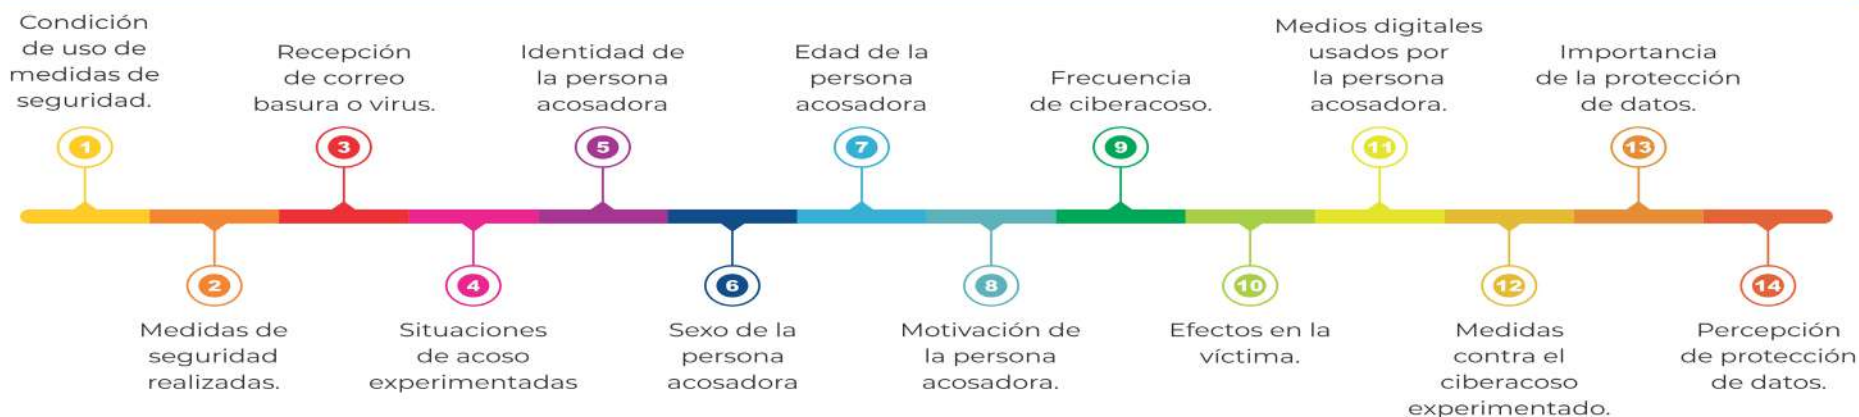 Condición
de uso de
medidas de
seguridad.
1
Medidas de
seguridad
realizadas.
2
Recepción
de correo
basura o virus.
3
Situaciones
de acoso
experimentadas
4
Identidad de
la persona
acosadora
5
Sexo de la
persona
acosadora
6
Edad de la
persona
acosadora
7
Motivación de
la persona
acosadora.
8
Frecuencia
de ciberacoso.
9
Efectos en la
víctima.
10
Medios digitales
usados por
la persona
acosadora.
11
Medidas
contra el
ciberacoso
experimentado.
12
Importancia
de la protección
de datos.
13
Percepción
de protección
de datos.
14